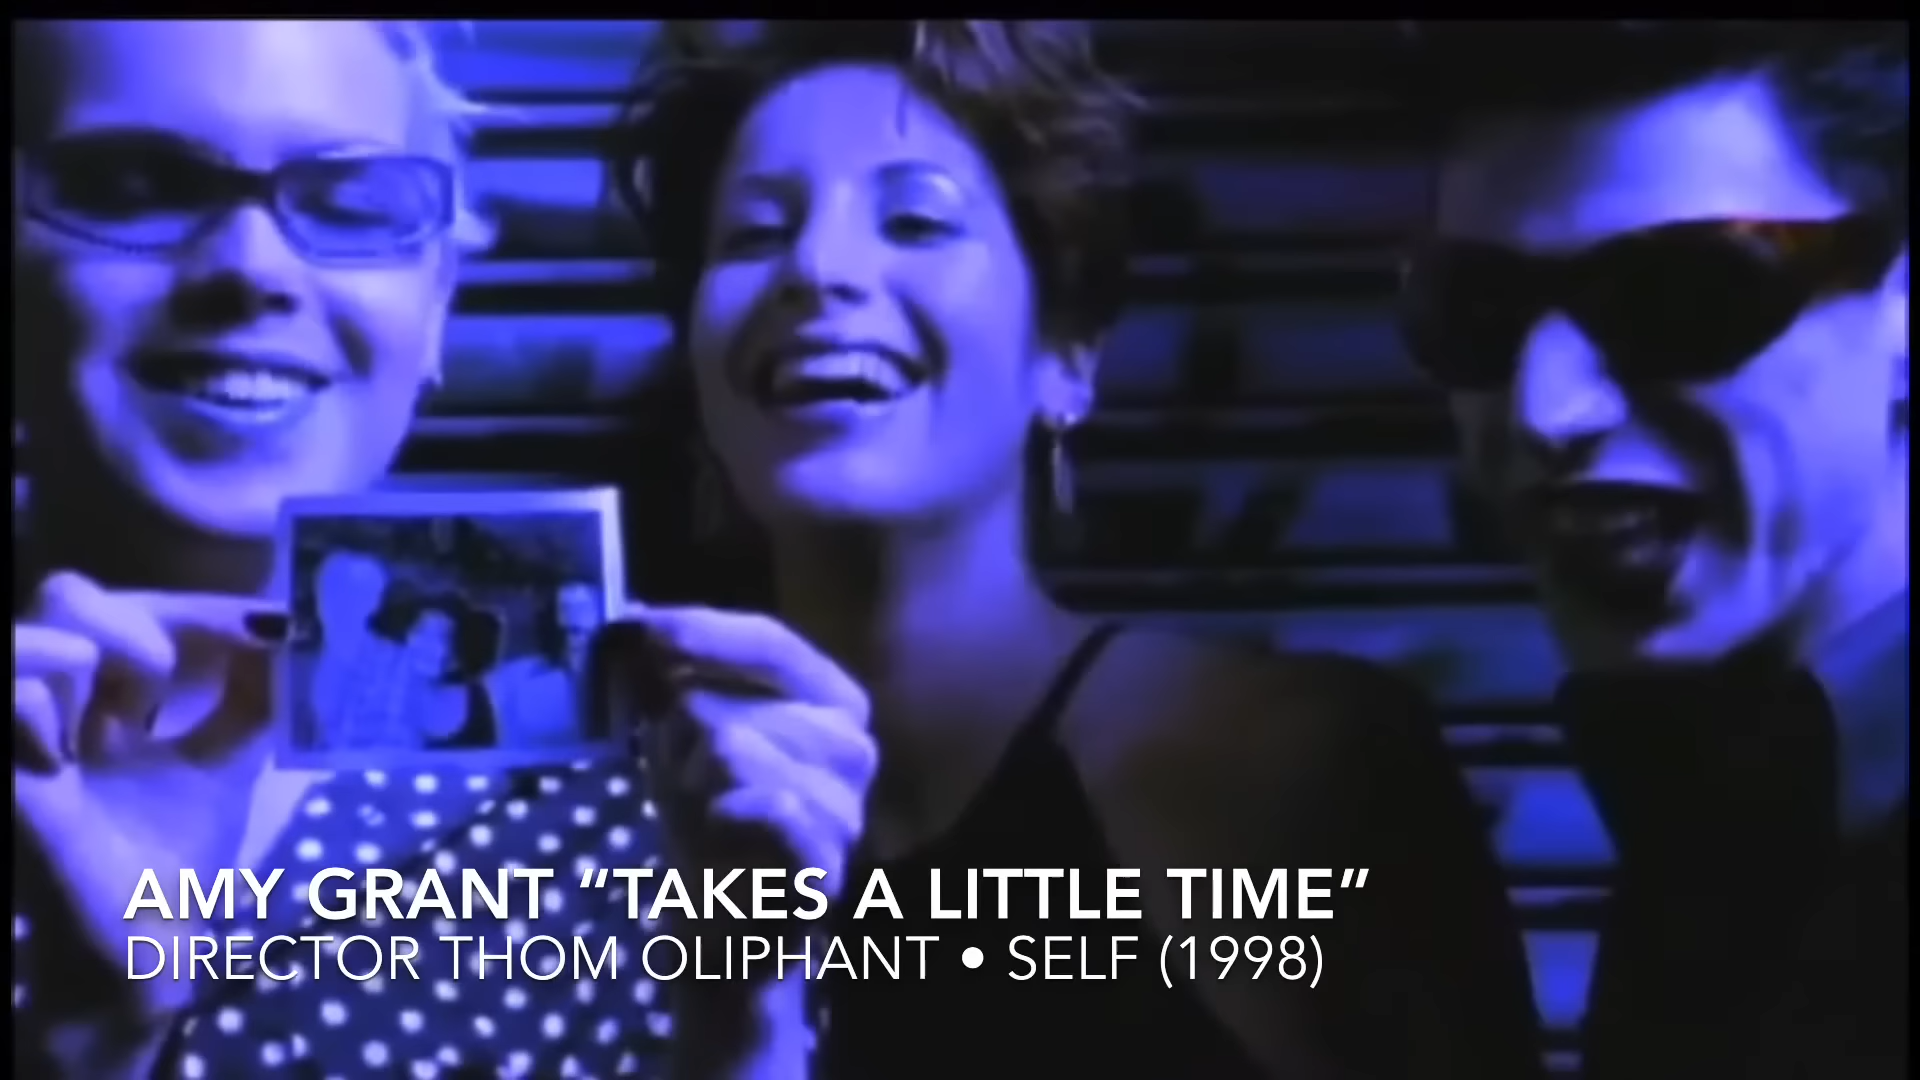 AMY GRANT “TAKES A LITTLE TIME”
DIRECTOR THOM OLIPHANT • SELF (1998)